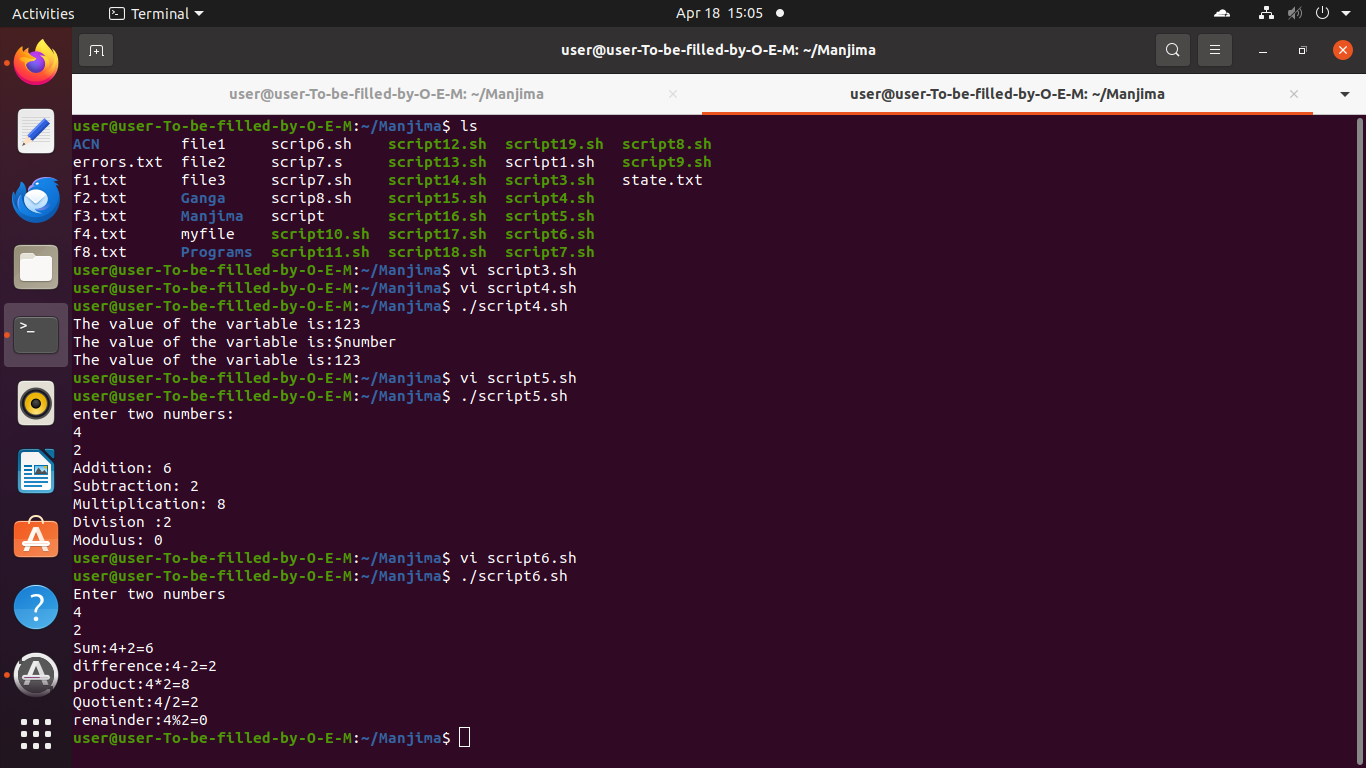 Activities Terminal Apr 18 15:05
user@user-To-be-filled-by-O-E-M: ~/Manjima
user@user-To-be-filled-by-O-E-M: ~/Manjima user@user-To-be-filled-by-O-E-M: ~/Manjima
user@user-To-be-filled-by-O-E-M:~/Manjima$ ls
ACN file1 scrip6.sh script12.sh script19.sh script8.sh
errors.txt file2 scrip7.s script13.sh script1.sh script9.sh
f1.txt file3 scrip7.sh script14.sh script3.sh state.txt
f2.txt Ganga scrip8.sh script15.sh script4.sh
f3.txt Manjima script script16.sh script5.sh
f4.txt myfile script10.sh script17.sh script6.sh
f8.txt Programs script11.sh script18.sh script7.sh
user@user-To-be-filled-by-O-E-M:~/Manjima$ vi script3.sh
user@user-To-be-filled-by-O-E-M:~/Manjima$ vi script4.sh
user@user-To-be-filled-by-O-E-M:~/Manjima$ ./script4.sh
The value of the variable is:123
The value of the variable is:$number
The value of the variable is:123
user@user-To-be-filled-by-O-E-M:~/Manjima$ vi script5.sh
user@user-To-be-filled-by-O-E-M:~/Manjima$ ./script5.sh
enter two numbers:
4
2
Addition: 6
Subtraction: 2
Multiplication: 8
Division :2
Modulus: 0
user@user-To-be-filled-by-O-E-M:~/Manjima$ vi script6.sh
user@user-To-be-filled-by-O-E-M:~/Manjima$ ./script6.sh
Enter two numbers
4
2
Sum:4+2=6
difference:4-2=2
product:4*2=8
Quotient:4/2=2
remainder:4%2=0
user@user-To-be-filled-by-O-E-M:~/Manjima$